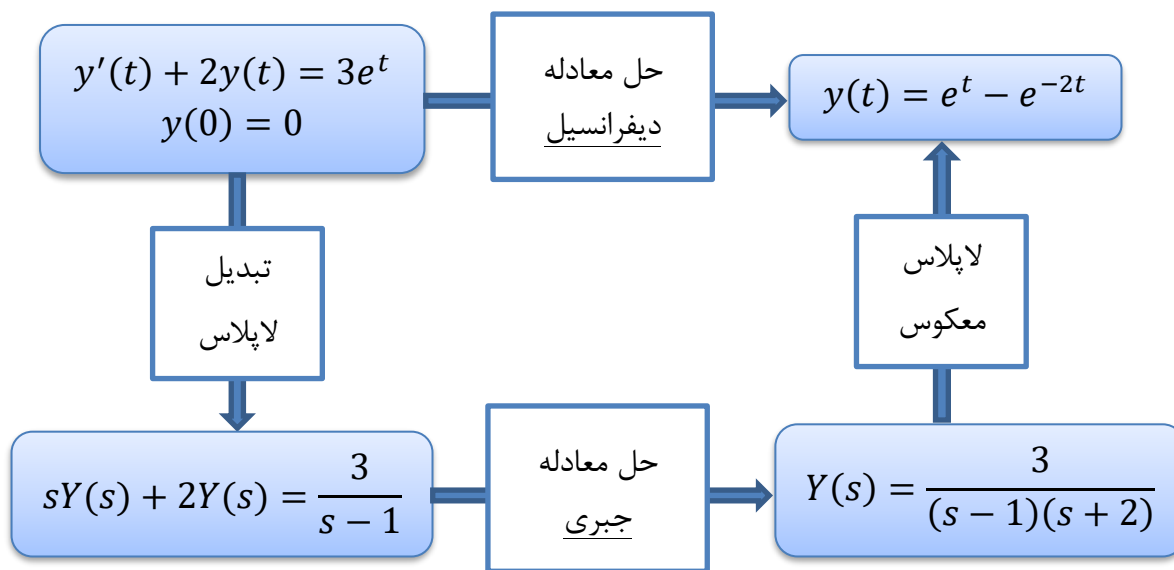 y′(t) + 2y(t) = 3e^t
y(0) = 0
حل معادله
دیفرانسیل
y(t) = e^t − e^{−2t}
تبدیل
لاپلاس
لاپلاس
معکوس
sY(s) + 2Y(s) = 3/(s − 1)
حل معادله
جبری
Y(s) = 3/((s − 1)(s + 2))